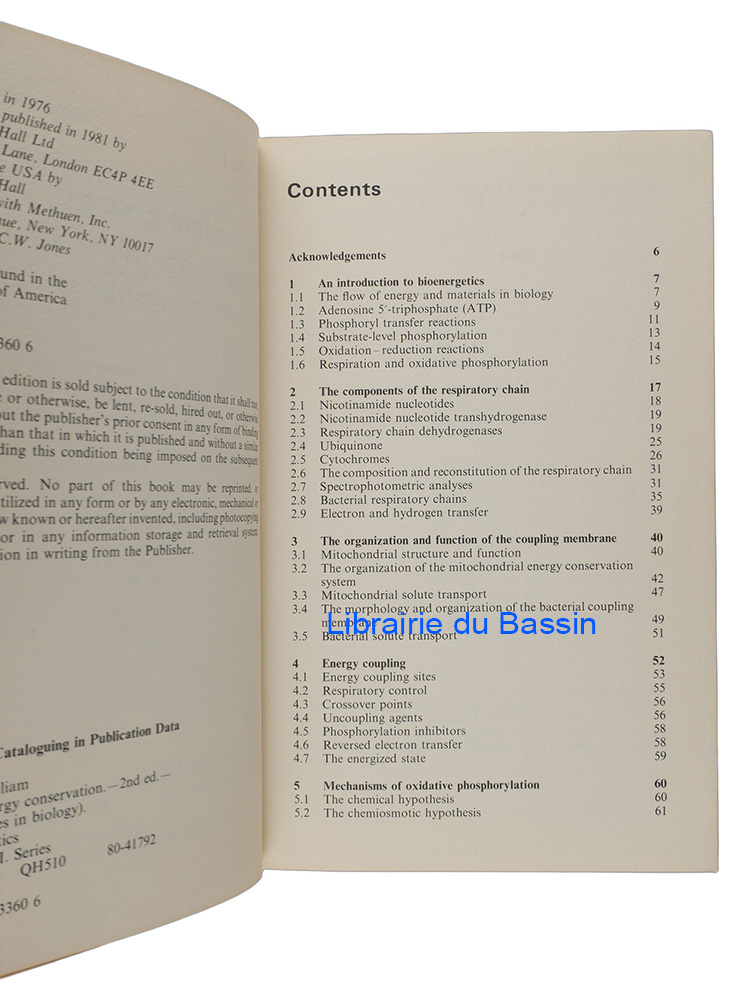 in 1976
published in 1981 by
Hall Ltd
Lane, London EC4P 4EE
e USA by
Hall
with Methuen, Inc.
nue, New York, NY 10017
C.W. Jones
und in the
of America
3360 6
edition is sold subject to the condition that it shall not,
e or otherwise, be lent, re-sold, hired out, or otherwise
out the publisher's prior consent in any form of binding
han that in which it is published and without a similar
ding this condition being imposed on the subsequent
rved. No part of this book may be reprinted, or
tilized in any form or by any electronic, mechanical or
w known or hereafter invented, including photocopying
or in any information storage and retrieval system,
ion in writing from the Publisher.
Cataloguing in Publication Data
liam
rgy conservation.—2nd ed.—
es in biology).
tics
I. Series
QH510 80-41792
3360 6
Contents
Acknowledgements 6
1 An introduction to bioenergetics 7
1.1 The flow of energy and materials in biology 7
1.2 Adenosine 5'-triphosphate (ATP) 9
1.3 Phosphoryl transfer reactions 11
1.4 Substrate-level phosphorylation 13
1.5 Oxidation–reduction reactions 14
1.6 Respiration and oxidative phosphorylation 15
2 The components of the respiratory chain 17
2.1 Nicotinamide nucleotides 18
2.2 Nicotinamide nucleotide transhydrogenase 19
2.3 Respiratory chain dehydrogenases 19
2.4 Ubiquinone 25
2.5 Cytochromes 26
2.6 The composition and reconstitution of the respiratory chain 31
2.7 Spectrophotometric analyses 31
2.8 Bacterial respiratory chains 35
2.9 Electron and hydrogen transfer 39
3 The organization and function of the coupling membrane 40
3.1 Mitochondrial structure and function 40
3.2 The organization of the mitochondrial energy conservation
system 42
3.3 Mitochondrial solute transport 47
3.4 The morphology and organization of the bacterial coupling
membrane 49
Librairie du Bassin
3.5 Bacterial solute transport 51
4 Energy coupling 52
4.1 Energy coupling sites 53
4.2 Respiratory control 55
4.3 Crossover points 56
4.4 Uncoupling agents 56
4.5 Phosphorylation inhibitors 58
4.6 Reversed electron transfer 58
4.7 The energized state 59
5 Mechanisms of oxidative phosphorylation 60
5.1 The chemical hypothesis 60
5.2 The chemiosmotic hypothesis 61